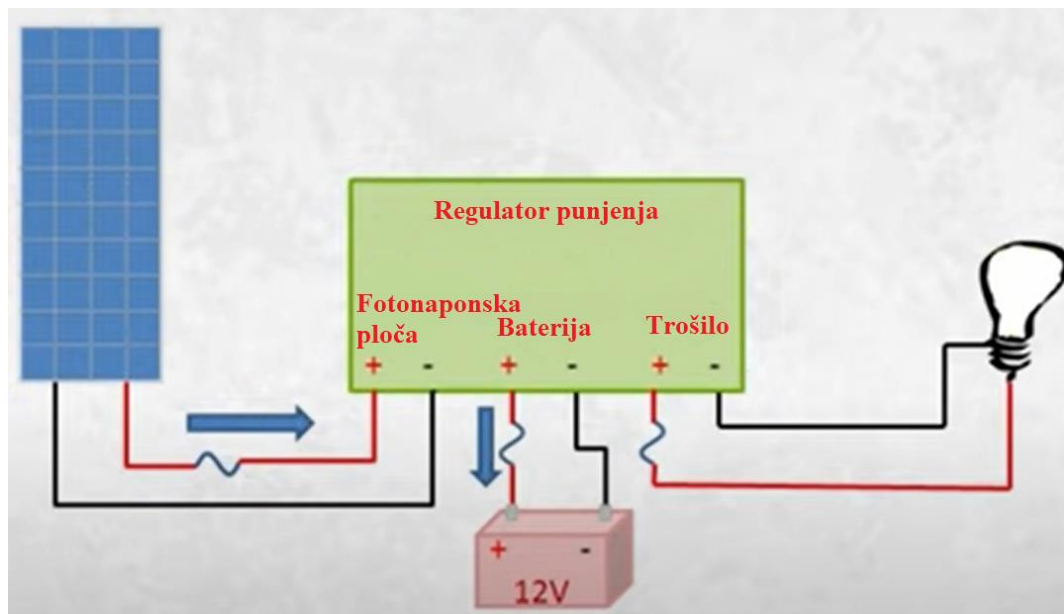 Regulator punjenja
Fotonaponska
ploča
Baterija
Trošilo
+ - + - + -
+ -
12V